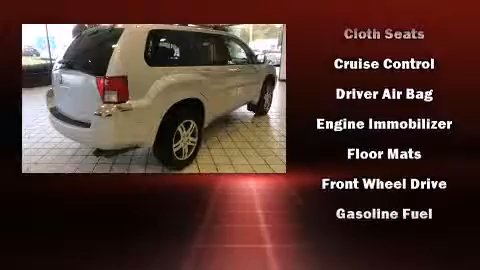 Cloth Seats
Cruise Control
Driver Air Bag
Engine Immobilizer
Floor Mats
Front Wheel Drive
Gasoline Fuel